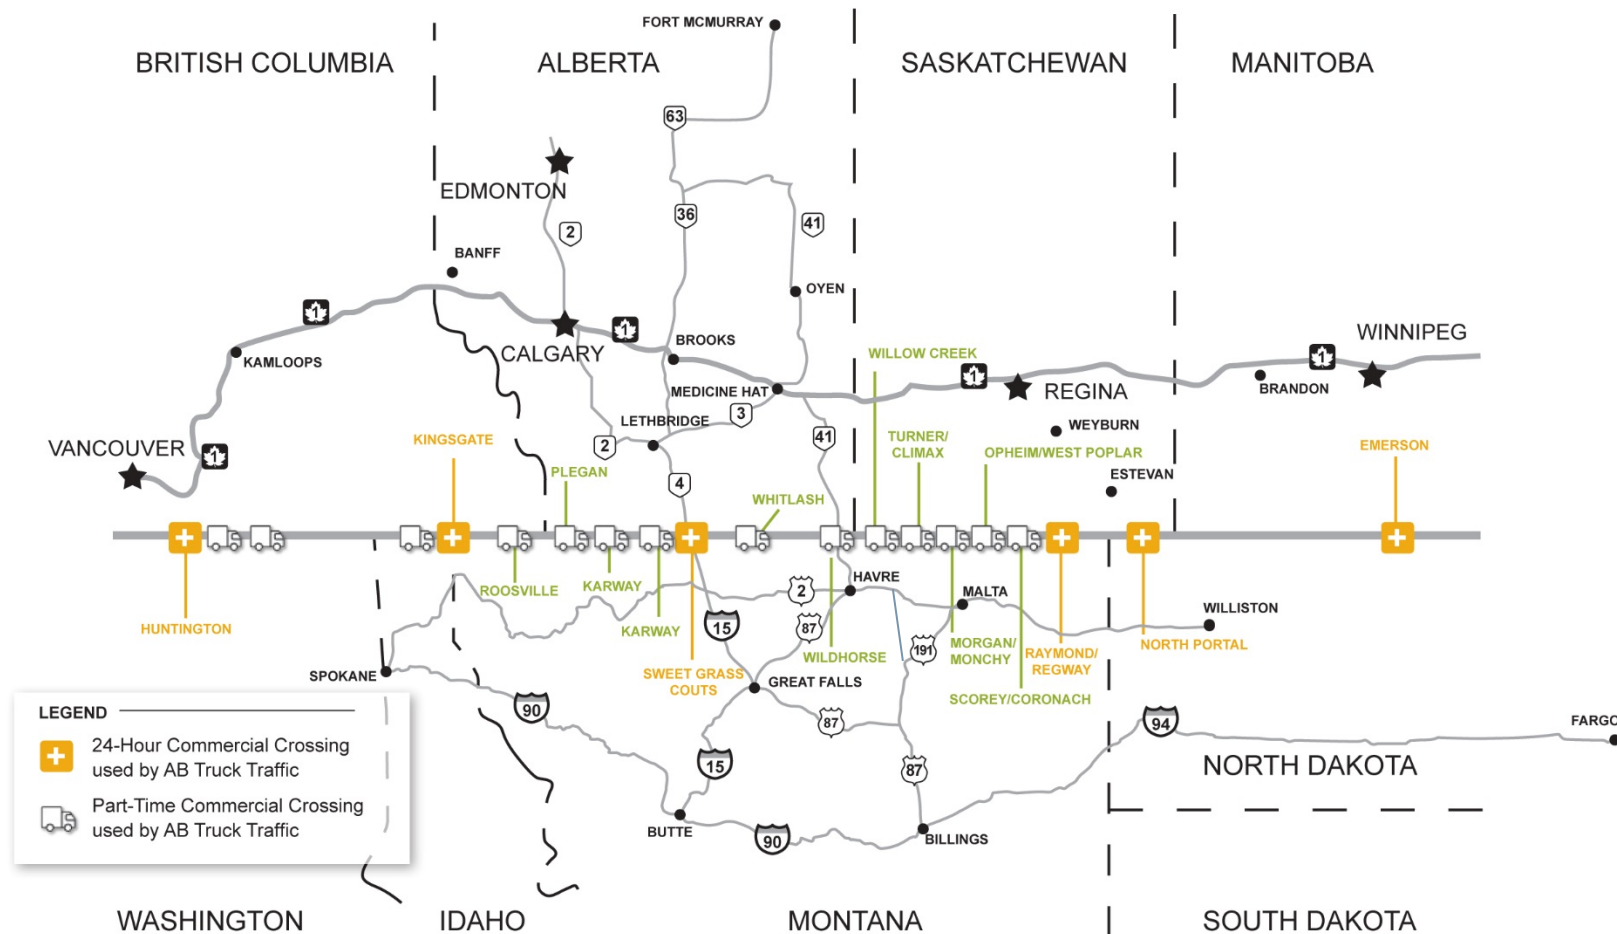 FORT MCMURRAY
BRITISH COLUMBIA
ALBERTA
SASKATCHEWAN
MANITOBA
63
EDMONTON
36
41
2
BANFF
OYEN
1
1
WINNIPEG
BROOKS
WILLOW CREEK
1
CALGARY
KAMLOOPS
1
BRANDON
MEDICINE HAT
REGINA
3
LETHBRIDGE
WEYBURN
KINGSGATE
2
41
TURNER/
CLIMAX
OPHEIM/WEST POPLAR
EMERSON
VANCOUVER
1
PLEGAN
4
ESTEVAN
WHITLASH
ROOSVILLE
KARWAY
2
HAVRE
MALTA
WILLISTON
HUNTINGTON
KARWAY
15
87
WILDHORSE
191
MORGAN/
MONCHY
RAYMOND/
REGWAY
NORTH PORTAL
SPOKANE
SWEET GRASS
COUTS
GREAT FALLS
SCOREY/CORONACH
90
87
94
FARGO
LEGEND
24-Hour Commercial Crossing
used by AB Truck Traffic
15
87
NORTH DAKOTA
Part-Time Commercial Crossing
used by AB Truck Traffic
BUTTE
90
BILLINGS
WASHINGTON
IDAHO
MONTANA
SOUTH DAKOTA